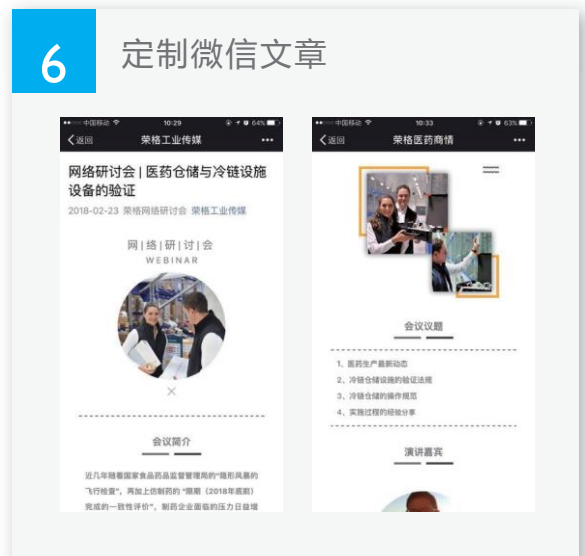 6
定制微信文章
中国移动
10:29
64%
返回
荣格工业传媒
网络研讨会 | 医药仓储与冷链设施
设备的验证
2018-02-23 荣格网络研讨会 荣格工业传媒
网 | 络 | 研 | 讨 | 会
WEBINAR
会议简介
近几年随着国家食品药品监督管理局的“隐形风暴的
飞行检查”，再加上仿制药的 “限期（2018年底前）
完成的一致性评价”，制药企业面临的压力日益增
中国移动
10:33
63%
返回
荣格医药商情
会议议题
1、医药生产最新动态
2、冷链仓储设施的验证法规
3、冷链仓储的操作规范
4、实施过程的经验分享
演讲嘉宾